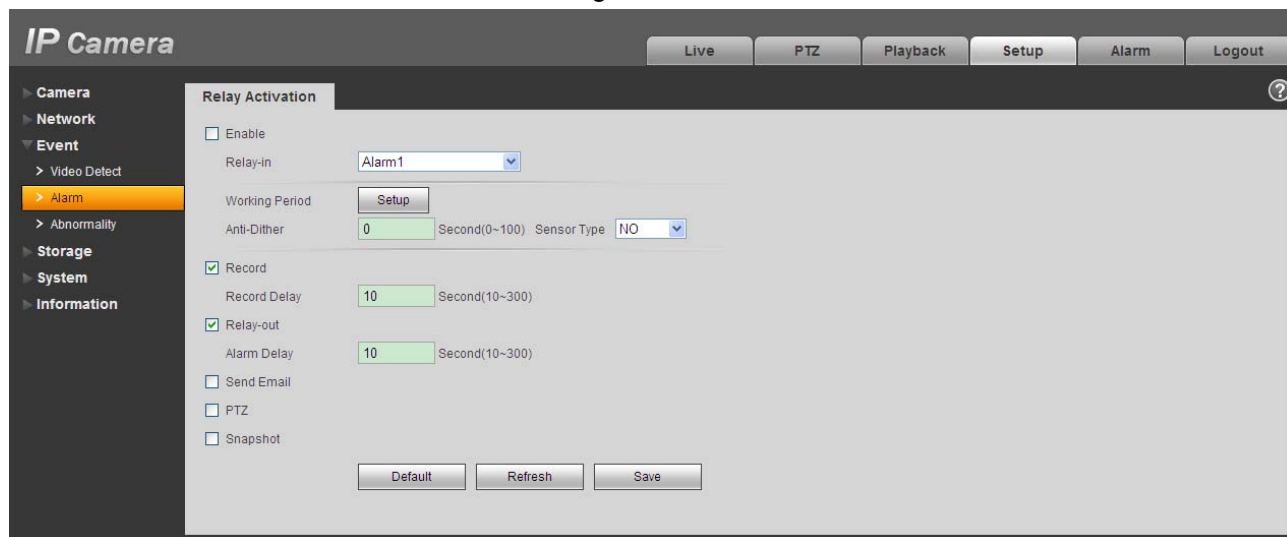 IP Camera
Live PTZ Playback Setup Alarm Logout
Camera
Network
Event
> Video Detect
> Alarm
> Abnormality
Storage
System
Information
Relay Activation
?
Enable
Relay-in Alarm1
Working Period Setup
Anti-Dither 0 Second(0~100) Sensor Type NO
Record
Record Delay 10 Second(10~300)
Relay-out
Alarm Delay 10 Second(10~300)
Send Email
PTZ
Snapshot
Default Refresh Save